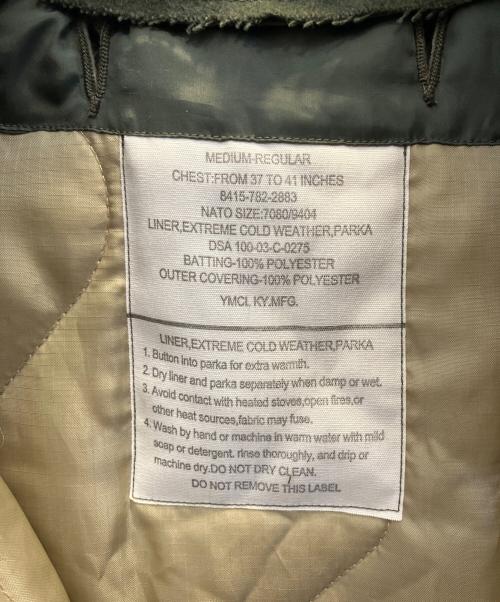 MEDIUM-REGULAR
CHEST:FROM 37 TO 41 INCHES
8415-782-2883
NATO SIZE:7080/9404
LINER,EXTREME COLD WEATHER,PARKA
DSA 100-03-C-0275
BATTING-100% POLYESTER
OUTER COVERING-100% POLYESTER
YMCL KY.MFG.
LINER,EXTREME COLD WEATHER,PARKA
1. Button into parka for extra warmth.
2. Dry liner and parka separately when damp or wet.
3. Avoid contact with heated stoves,open fires,or
other heat sources,fabric may fuse.
4. Wash by hand or machine in warm water with mild
soap or detergent. rinse thoroughly, and drip or
machine dry.DO NOT DRY CLEAN.
DO NOT REMOVE THIS LABEL